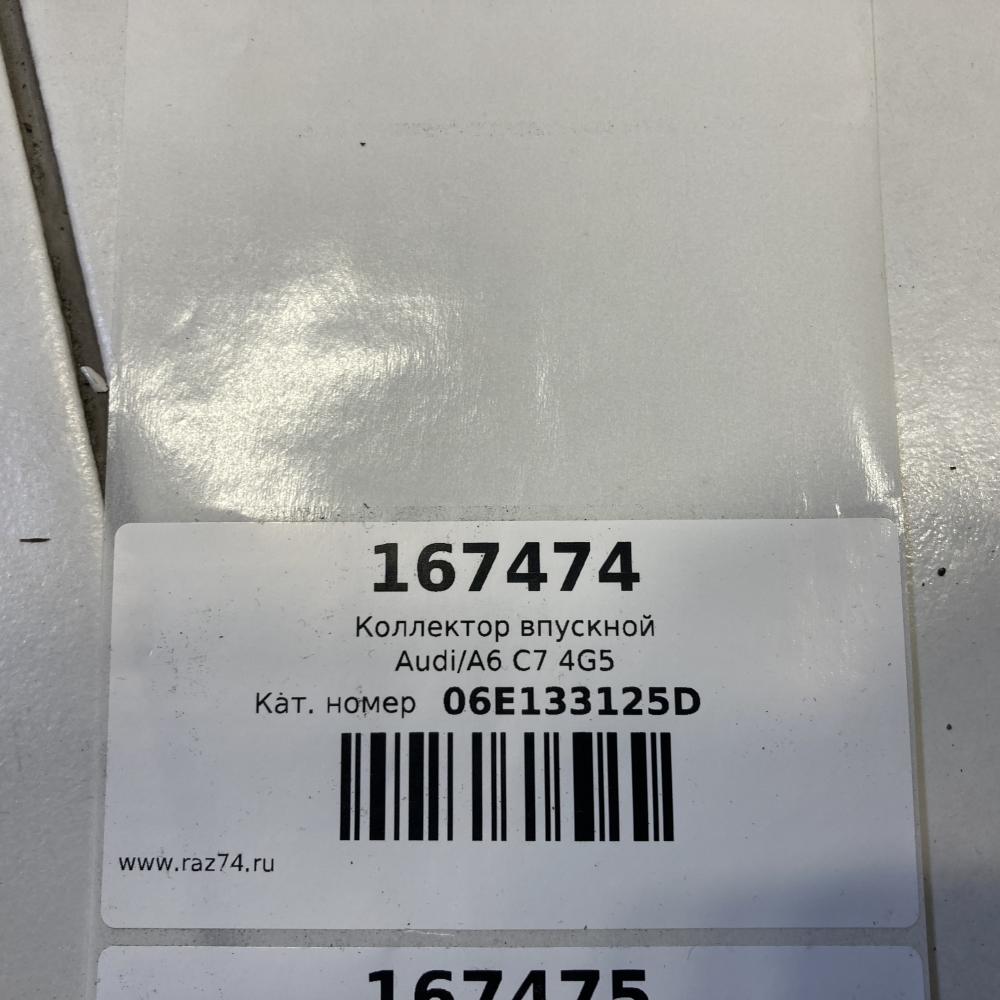 167474
Коллектор впускной
Audi/A6 C7 4G5
Кат. номер 06E133125D
www.raz74.ru
167475